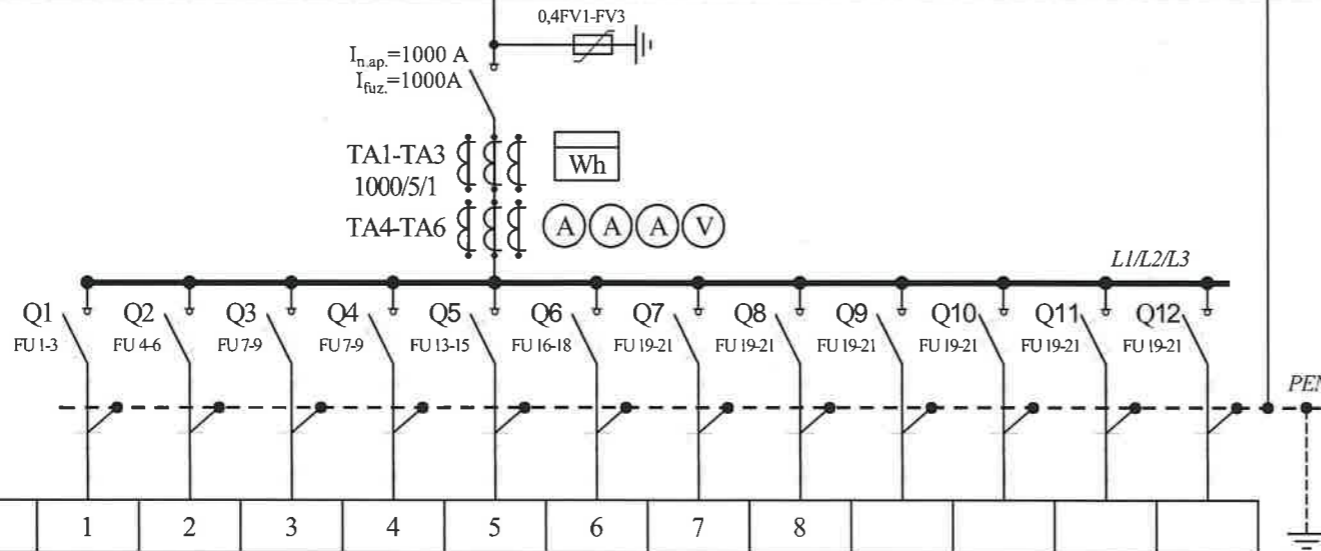 0,4FV1-FV3
In.ap.=1000 A
Ifuz.=1000A
TA1-TA3
1000/5/1
Wh
TA4-TA6
A A A V
L1/L2/L3
Q1 Q2 Q3 Q4 Q5 Q6 Q7 Q8 Q9 Q10 Q11 Q12
FU 1-3 FU 4-6 FU 7-9 FU 7-9 FU 13-15 FU 16-18 FU 19-21 FU 19-21 FU 19-21 FU 19-21 FU 19-21 FU 19-21
PEN
1 2 3 4 5 6 7 8